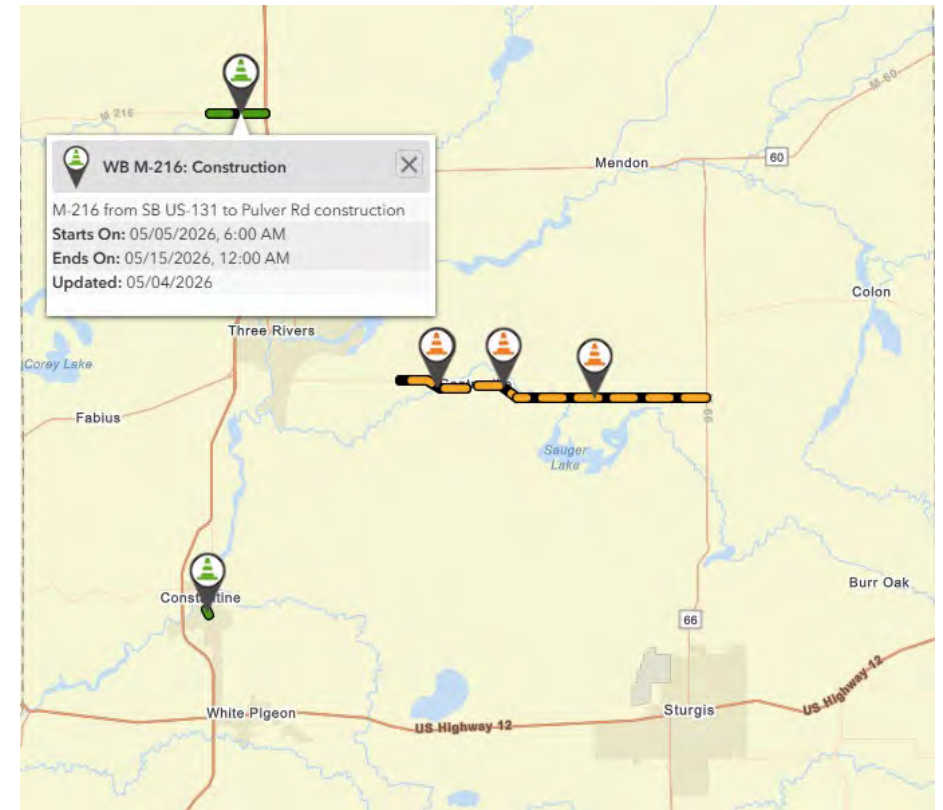 M 216
M-60
WB M-216: Construction
M-216 from SB US-131 to Pulver Rd construction
Starts On: 05/05/2026, 6:00 AM
Ends On: 05/15/2026, 12:00 AM
Updated: 05/04/2026
Mendon
60
Colon
Three Rivers
Corey Lake
Fabius
66
Sauger
Lake
Burr Oak
66
White Pigeon
US Highway 12
Sturgis
US Highway 12